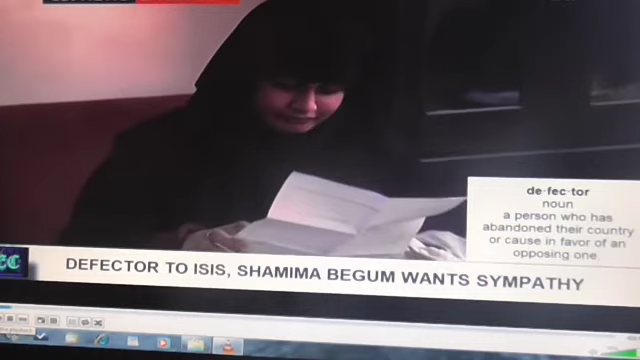 de·fec·tor
noun
a person who has
abandoned their country
or cause in favor of an
opposing one.
DEFECTOR TO ISIS, SHAMIMA BEGUM WANTS SYMPATHY